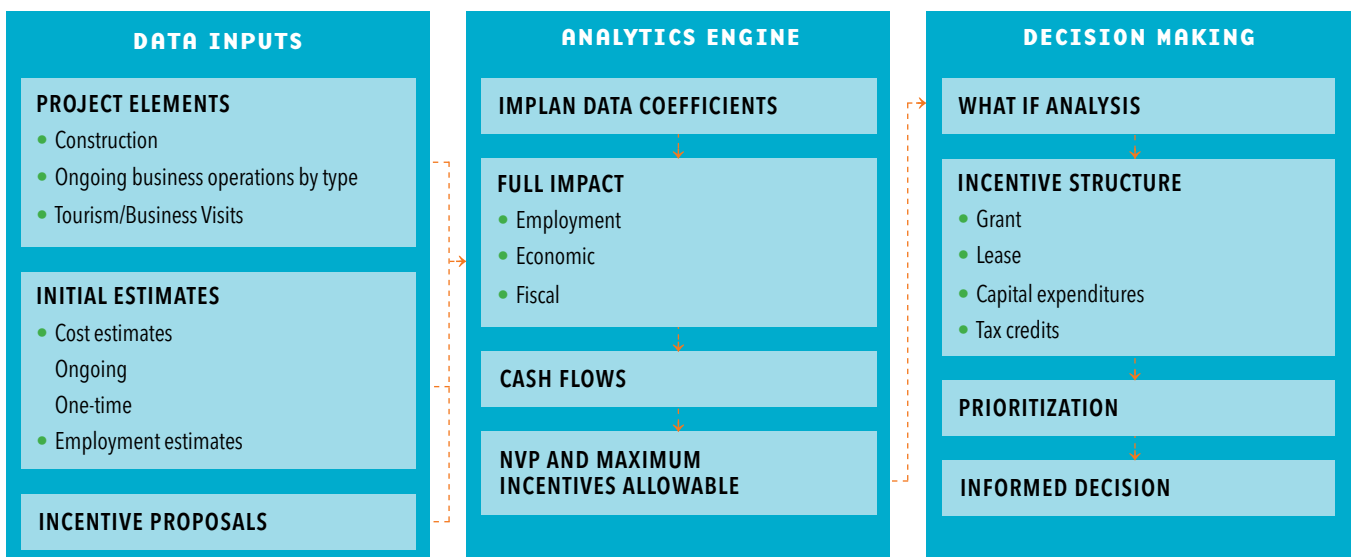 DATA INPUTS
PROJECT ELEMENTS
• Construction
• Ongoing business operations by type
• Tourism/Business Visits
INITIAL ESTIMATES
• Cost estimates
Ongoing
One-time
• Employment estimates
INCENTIVE PROPOSALS
ANALYTICS ENGINE
IMPLAN DATA COEFFICIENTS
FULL IMPACT
• Employment
• Economic
• Fiscal
CASH FLOWS
NVP AND MAXIMUM
INCENTIVES ALLOWABLE
DECISION MAKING
WHAT IF ANALYSIS
INCENTIVE STRUCTURE
• Grant
• Lease
• Capital expenditures
• Tax credits
PRIORITIZATION
INFORMED DECISION